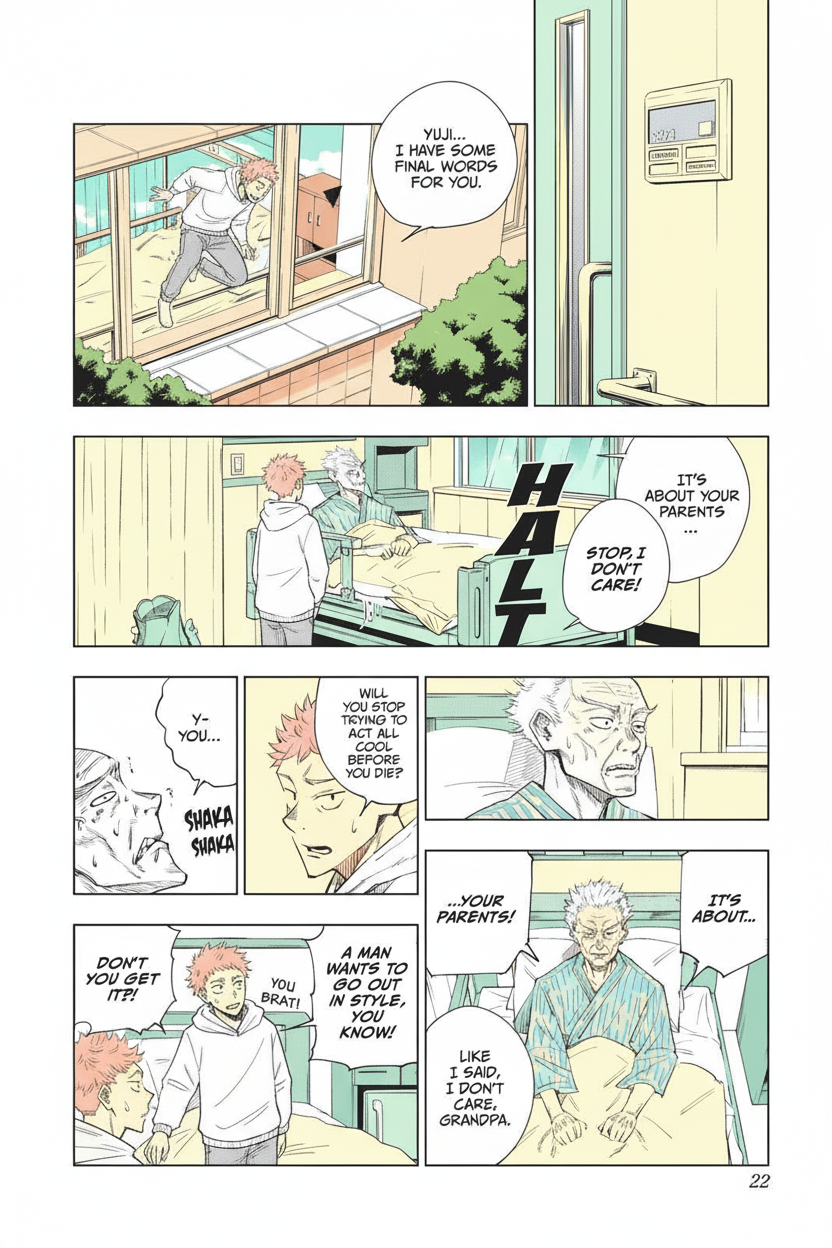 YUJI...
I HAVE SOME
FINAL WORDS
FOR YOU.
IT'S
ABOUT YOUR
PARENTS
...
STOP, I
DON'T
CARE!
HALT
WILL
YOU STOP
TRYING TO
ACT ALL
COOL
BEFORE
YOU DIE?
Y-
YOU...
SHAKA
SHAKA
IT'S
ABOUT...
...YOUR
PARENTS!
LIKE
I SAID,
I DON'T
CARE,
GRANDPA.
A MAN
WANTS TO
GO OUT
IN STYLE,
YOU
KNOW!
YOU
BRAT!
DON'T
YOU GET
IT?!
22